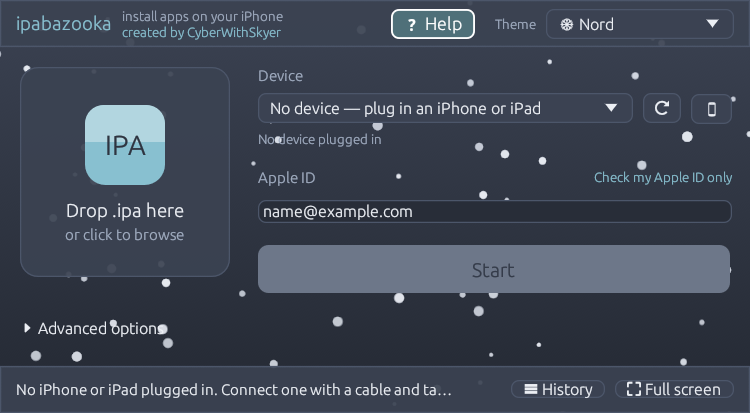 ipabazooka
install apps on your iPhone
created by CyberWithSkyer
? Help
Theme
Nord
IPA
Drop .ipa here
or click to browse
Device
No device — plug in an iPhone or iPad
No device plugged in
Apple ID
Check my Apple ID only
name@example.com
Start
Advanced options
No iPhone or iPad plugged in. Connect one with a cable and ta…
History
Full screen